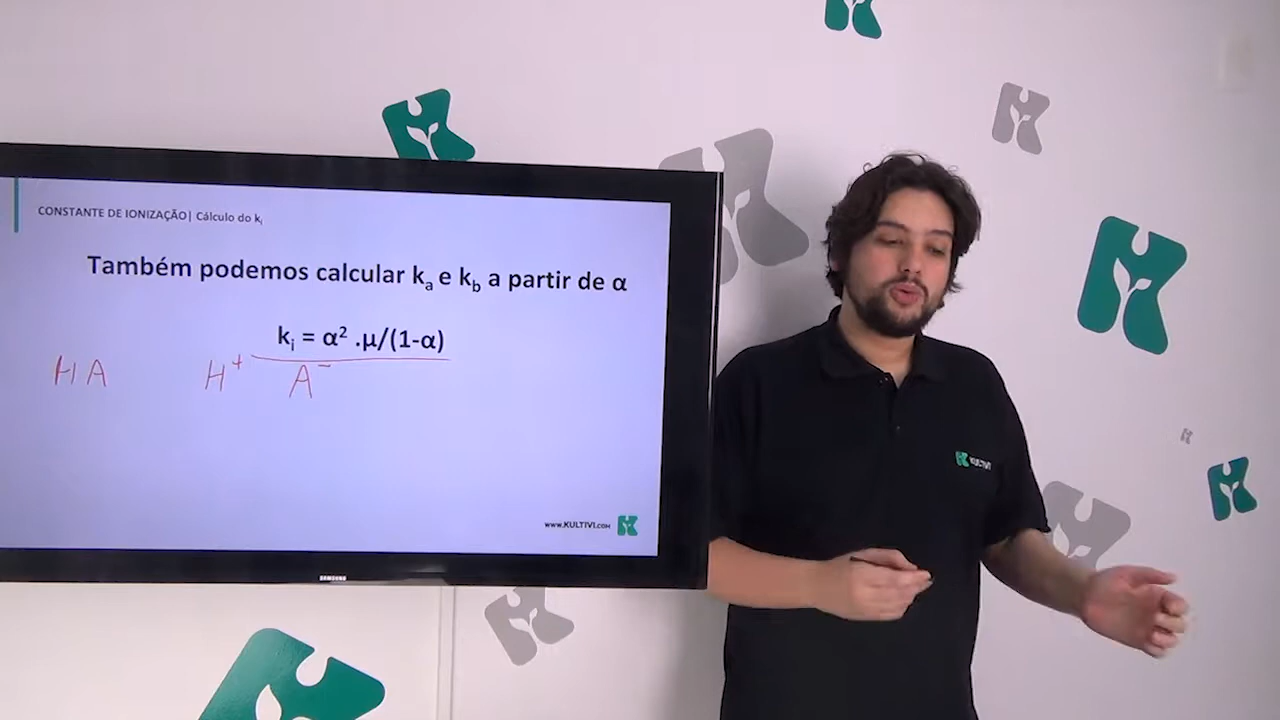 CONSTANTE DE IONIZAÇÃO| Cálculo do kᵢ
Também podemos calcular kₐ e k_b a partir de α
kᵢ = α² .μ/(1-α)
HA H⁺ A⁻
www.KULTIVI.COM
SAMSUNG
KULTIVI